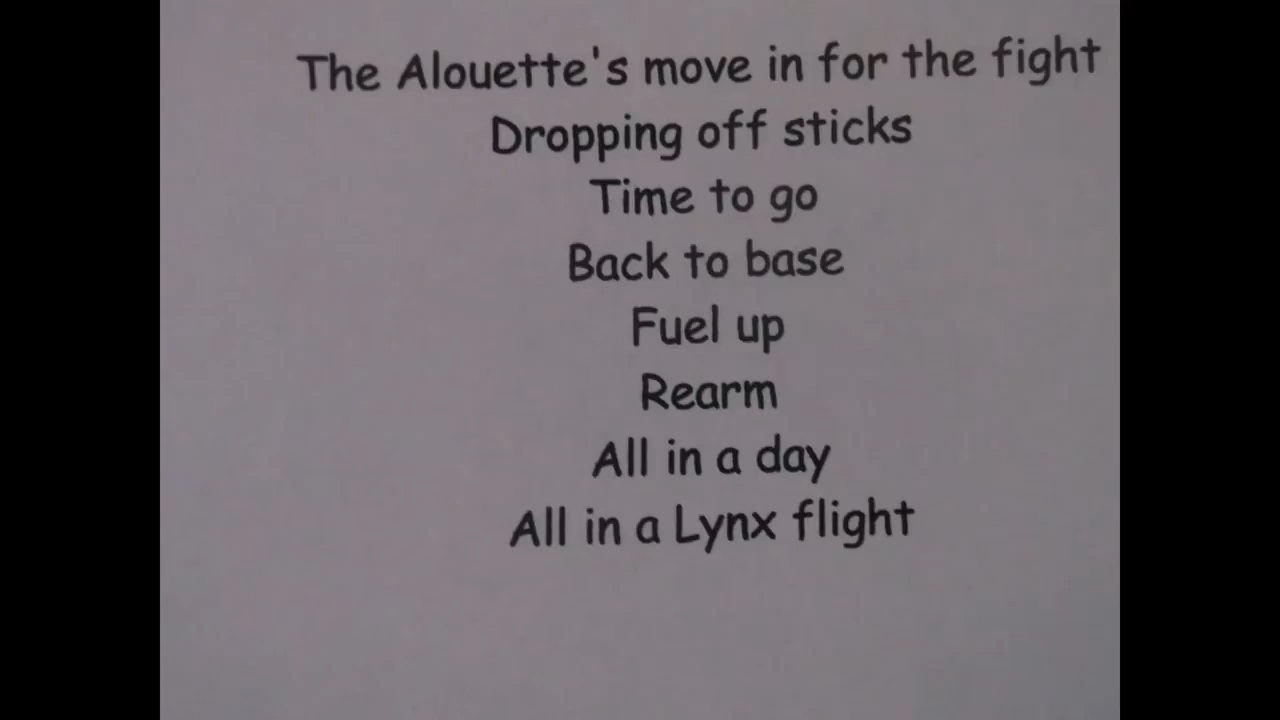 The Alouette's move in for the fight
Dropping off sticks
Time to go
Back to base
Fuel up
Rearm
All in a day
All in a Lynx flight